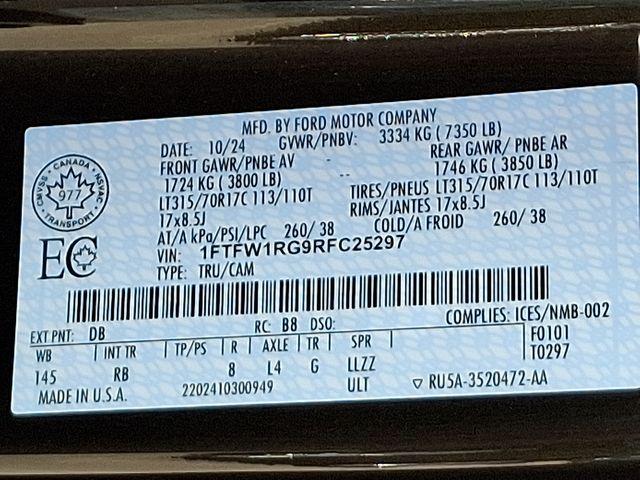 MFD. BY FORD MOTOR COMPANY
DATE: 10/24 GVWR/PNBV: 3334 KG ( 7350 LB)
FRONT GAWR/PNBE AV - REAR GAWR/ PNBE AR
1724 KG ( 3800 LB) - 1746 KG ( 3850 LB)
LT315/70R17C 113/110T TIRES/PNEUS LT315/70R17C 113/110T
17x8.5J RIMS/JANTES 17x8.5J
AT/A kPa/PSI/LPC 260/ 38 COLD/A FROID 260/ 38
VIN: 1FTFW1RG9RFC25297
TYPE: TRU/CAM
CANADA
CMVSS 977 NSVAC
TRANSPORT
EC
EXT PNT: DB RC: B8 DSO: COMPLIES: ICES/NMB-002
WB INT TR TP/PS R AXLE TR SPR F0101
145 RB 8 L4 G LLZZ T0297
MADE IN U.S.A. 2202410300949 ULT RU5A-3520472-AA